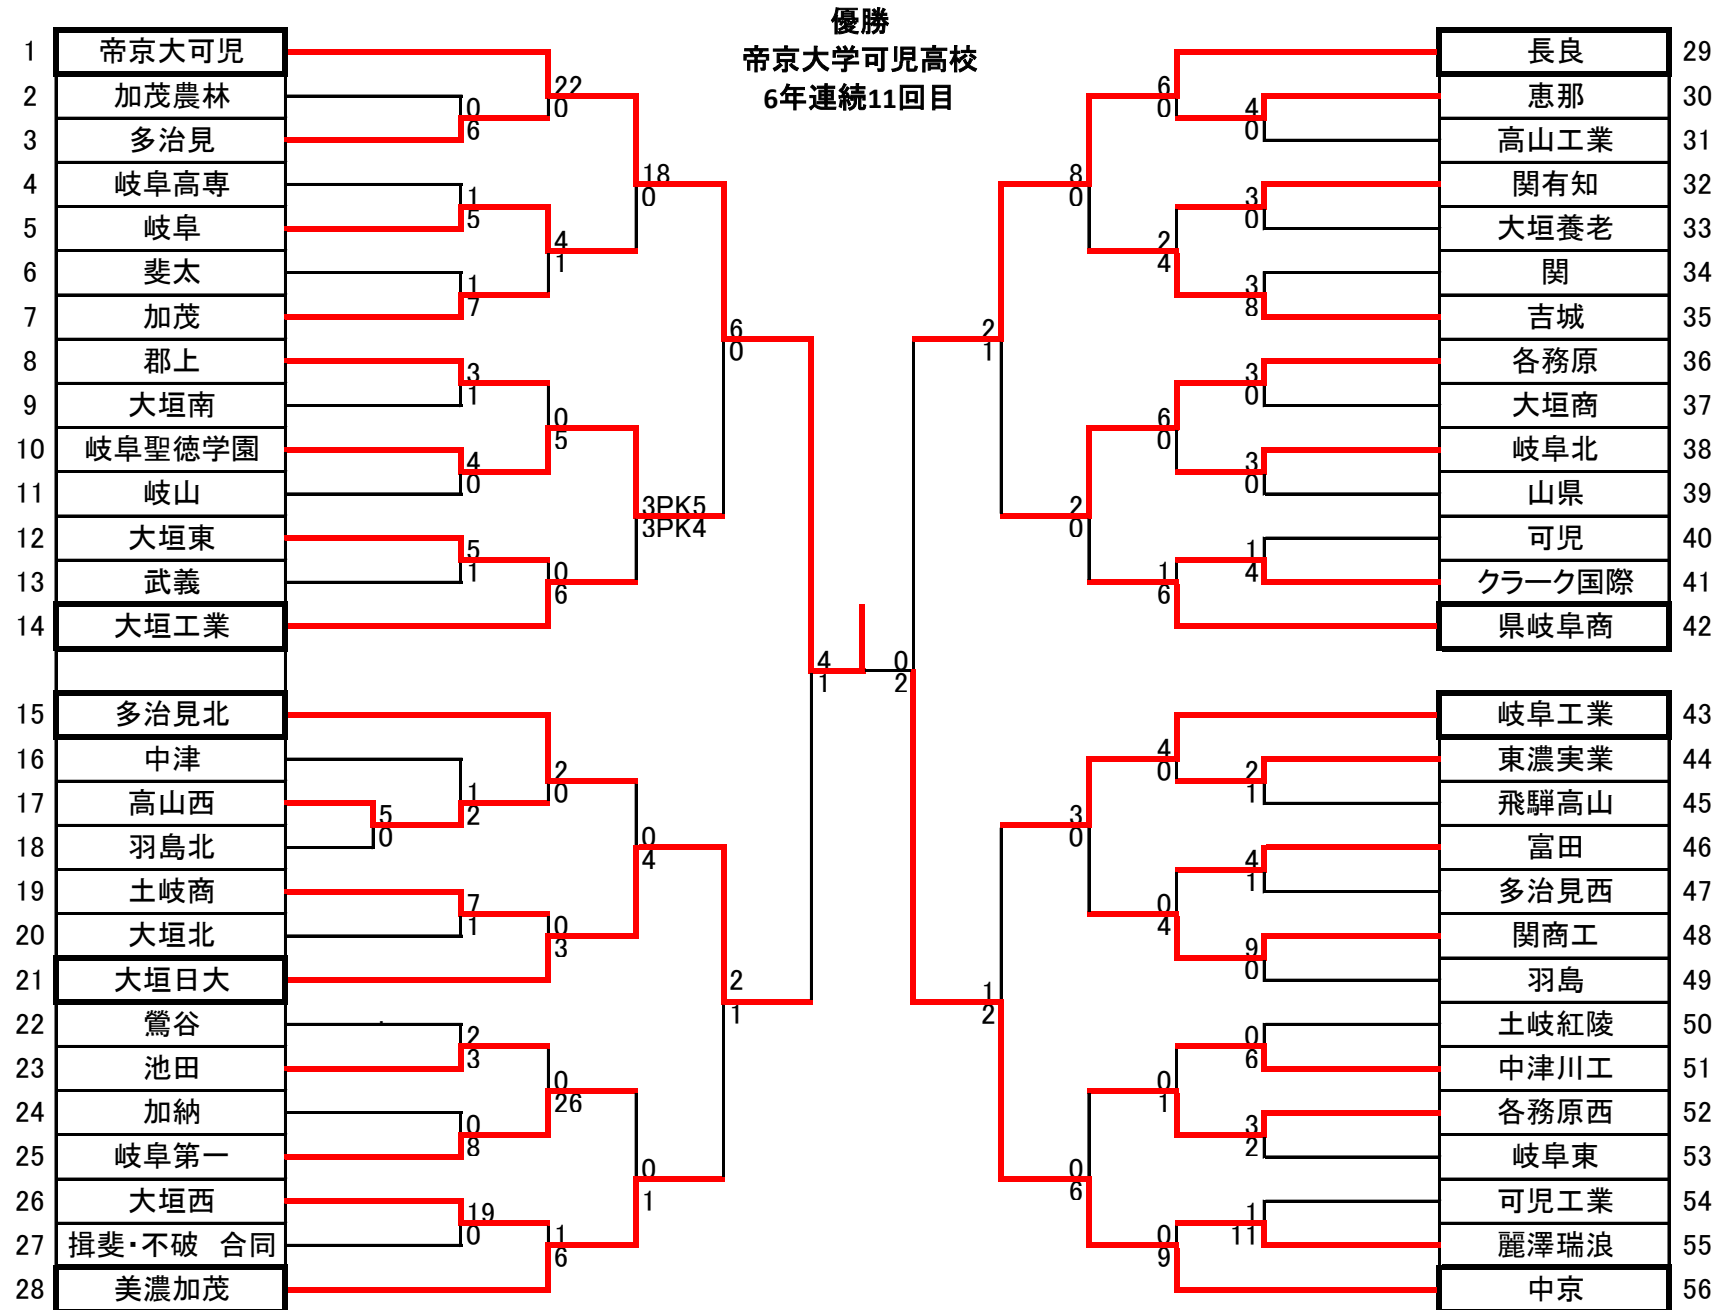 優勝
帝京大学可児高校
6年連続11回目
1 帝京大可児
2 加茂農林
3 多治見
4 岐阜高専
5 岐阜
6 斐太
7 加茂
8 郡上
9 大垣南
10 岐阜聖徳学園
11 岐山
12 大垣東
13 武義
14 大垣工業
15 多治見北
16 中津
17 高山西
18 羽島北
19 土岐商
20 大垣北
21 大垣日大
22 鶯谷
23 池田
24 加納
25 岐阜第一
26 大垣西
27 揖斐・不破　合同
28 美濃加茂
5
0
0
6
1
5
1
7
3
1
4
0
5
1
1
2
7
1
2
3
0
8
19
0
22
0
4
1
0
5
0
6
2
0
0
3
0
26
1
6
18
0
3PK5
3PK4
0
4
0
1
6
0
2
1
4
1
0
2
2
1
1
2
8
0
2
0
3
0
0
6
6
0
2
4
6
0
1
6
4
0
0
4
0
1
0
9
4
0
3
0
3
8
3
0
3
0
1
4
2
1
4
1
9
0
0
6
3
2
1
11
長良 29
恵那 30
高山工業 31
関有知 32
大垣養老 33
関 34
吉城 35
各務原 36
大垣商 37
岐阜北 38
山県 39
可児 40
クラーク国際 41
県岐阜商 42
岐阜工業 43
東濃実業 44
飛騨高山 45
富田 46
多治見西 47
関商工 48
羽島 49
土岐紅陵 50
中津川工 51
各務原西 52
岐阜東 53
可児工業 54
麗澤瑞浪 55
中京 56